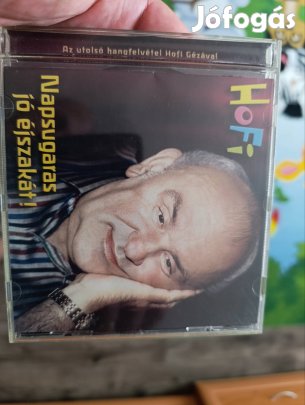 Jófogás
Az utolsó hangfelvétel Hofi Gézával
HOFi
Napsugaras
jó éjszakát!